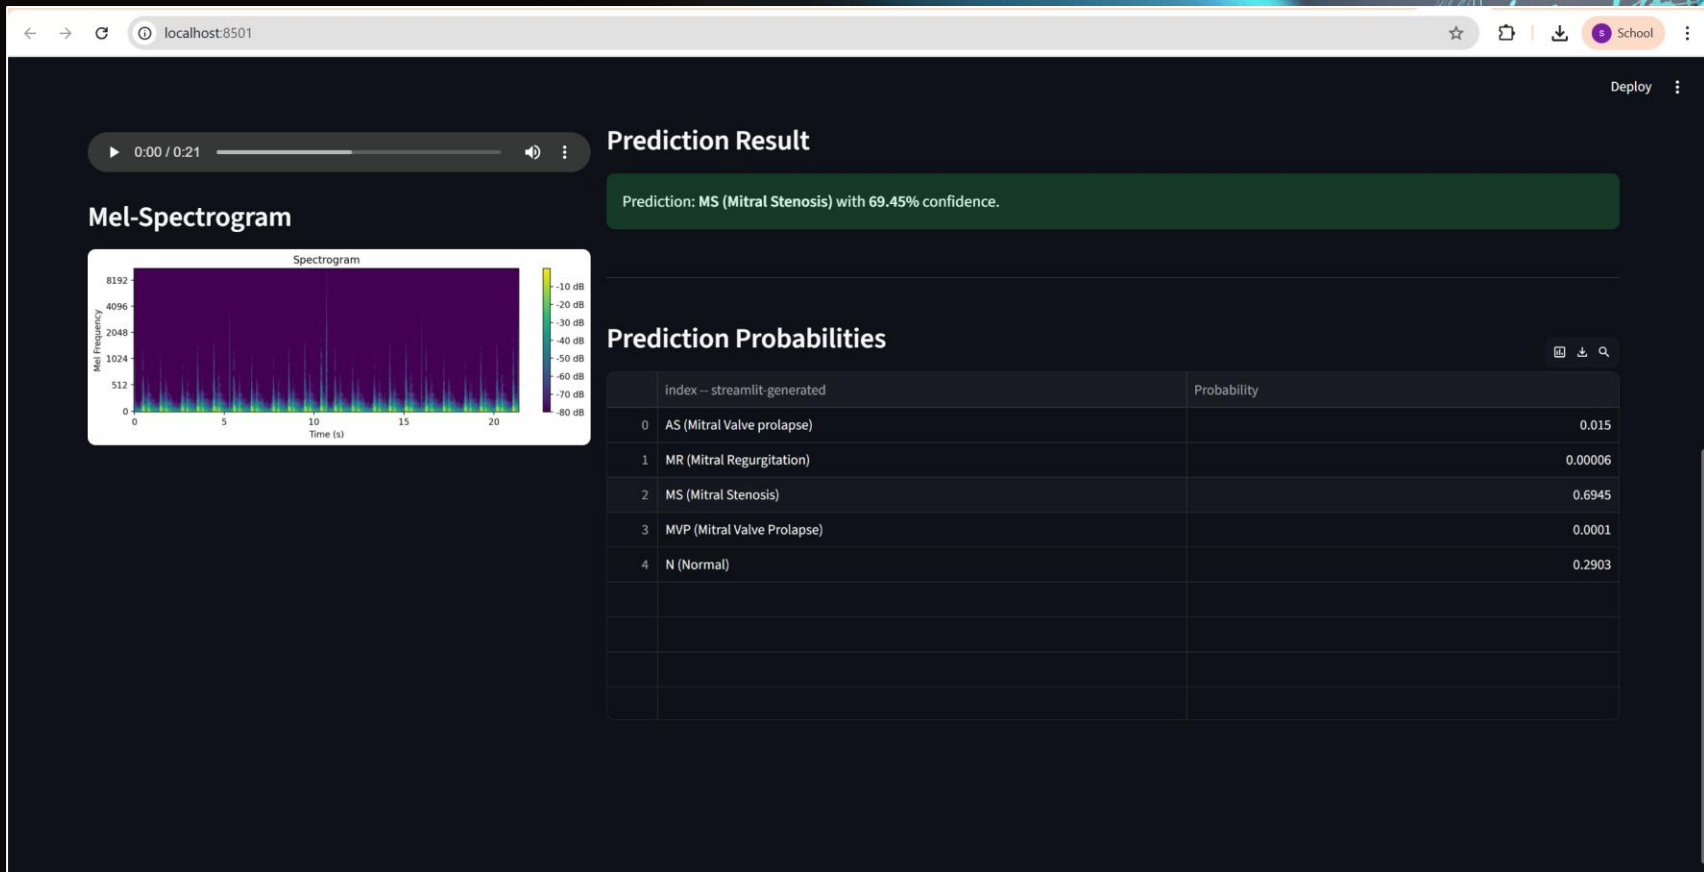 localhost:8501
S School
Deploy
0:00 / 0:21
Mel-Spectrogram
Spectrogram
8192
4096
2048
1024
512
0
Mel Frequency
0 5 10 15 20
Time (s)
-10 dB
-20 dB
-30 dB
-40 dB
-50 dB
-60 dB
-70 dB
-80 dB
Prediction Result
Prediction: MS (Mitral Stenosis) with 69.45% confidence.
Prediction Probabilities
index -- streamlit-generated Probability
0 AS (Mitral Valve prolapse) 0.015
1 MR (Mitral Regurgitation) 0.00006
2 MS (Mitral Stenosis) 0.6945
3 MVP (Mitral Valve Prolapse) 0.0001
4 N (Normal) 0.2903